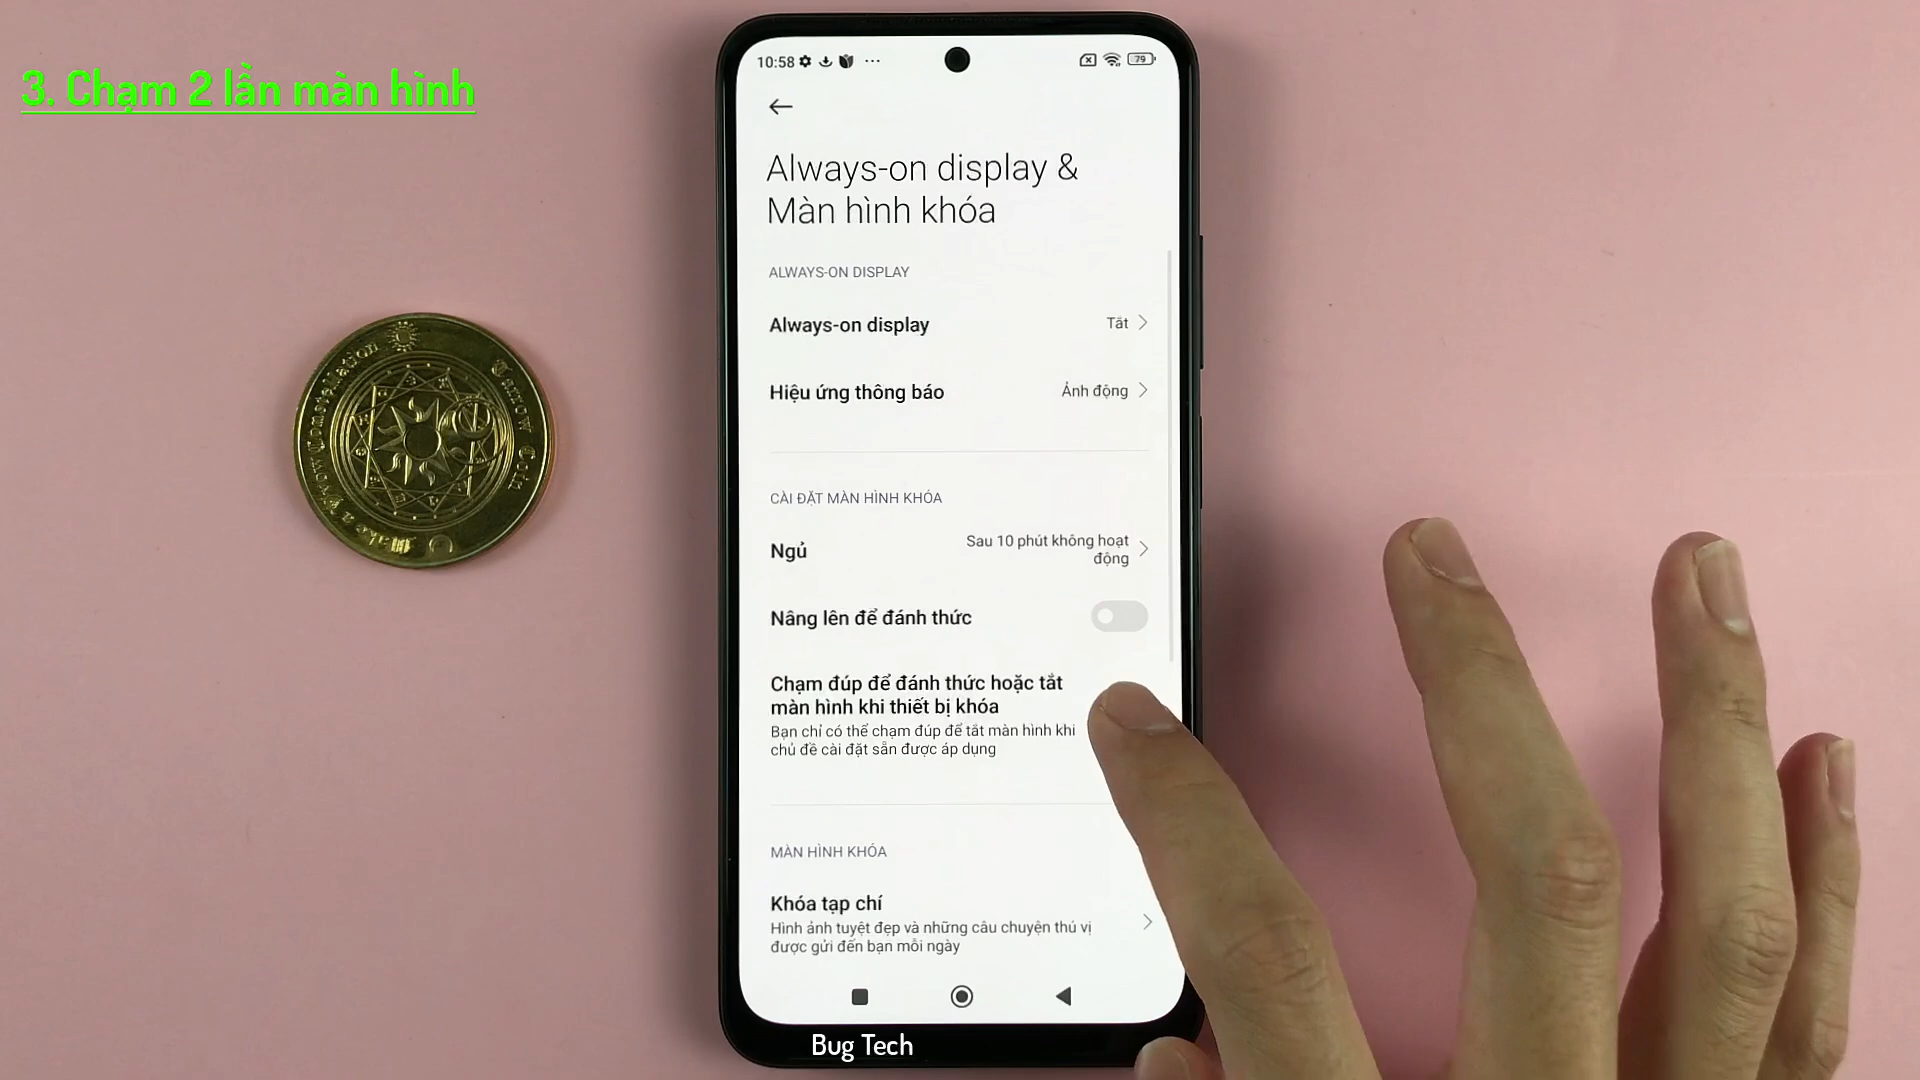 3. Chạm 2 lần màn hình
10:58
79
Always-on display &
Màn hình khóa
ALWAYS-ON DISPLAY
Always-on display
Tắt
Hiệu ứng thông báo
Ảnh động
CÀI ĐẶT MÀN HÌNH KHÓA
Ngủ
Sau 10 phút không hoạt
động
Nâng lên để đánh thức
Chạm đúp để đánh thức hoặc tắt
màn hình khi thiết bị khóa
Bạn chỉ có thể chạm đúp để tắt màn hình khi
chủ đề cài đặt sẵn được áp dụng
MÀN HÌNH KHÓA
Khóa tạp chí
Hình ảnh tuyệt đẹp và những câu chuyện thú vị
được gửi đến bạn mỗi ngày
Bug Tech